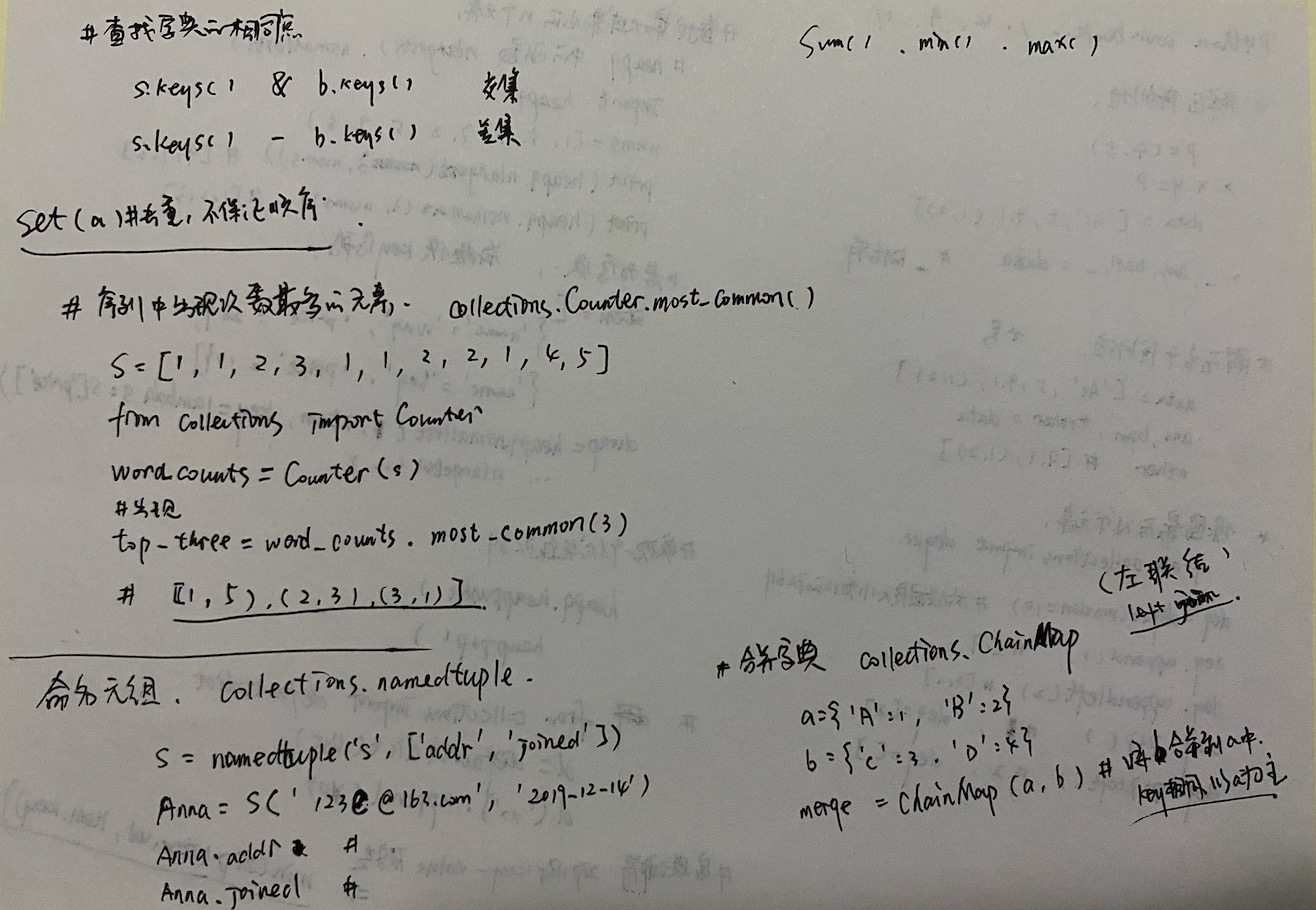 # 查找字典的相同点
s.keys() & b.keys() 交集
s.keys() - b.keys() 差集
Sum() . min() . max()
set(a)#去重,不保证顺序.
# 序列中出现次数最多的元素, collections.Counter.most_common()
S=[1,1,2,3,1,1,2,2,1,4,5]
from collections import Counter
word counts = Counter(s)
#出现
top-three = word_counts. most_common(3)
# [1,5),(2,3),(3,1)]
(左联结)
left join.
命名元组. collections.namedtuple.
S = namedtuple('s', ['addr', 'joined'])
Anna = S(' 123@@163.com', '2019-12-14')
Anna.addr #
Anna.joined #
# 合并字典 collections.ChainMap
a={'A':1, 'B':2}
b={'c':3, 'D':4}
merge = ChainMap(a,b) # 将b合并到a中.
key相同,以a为主